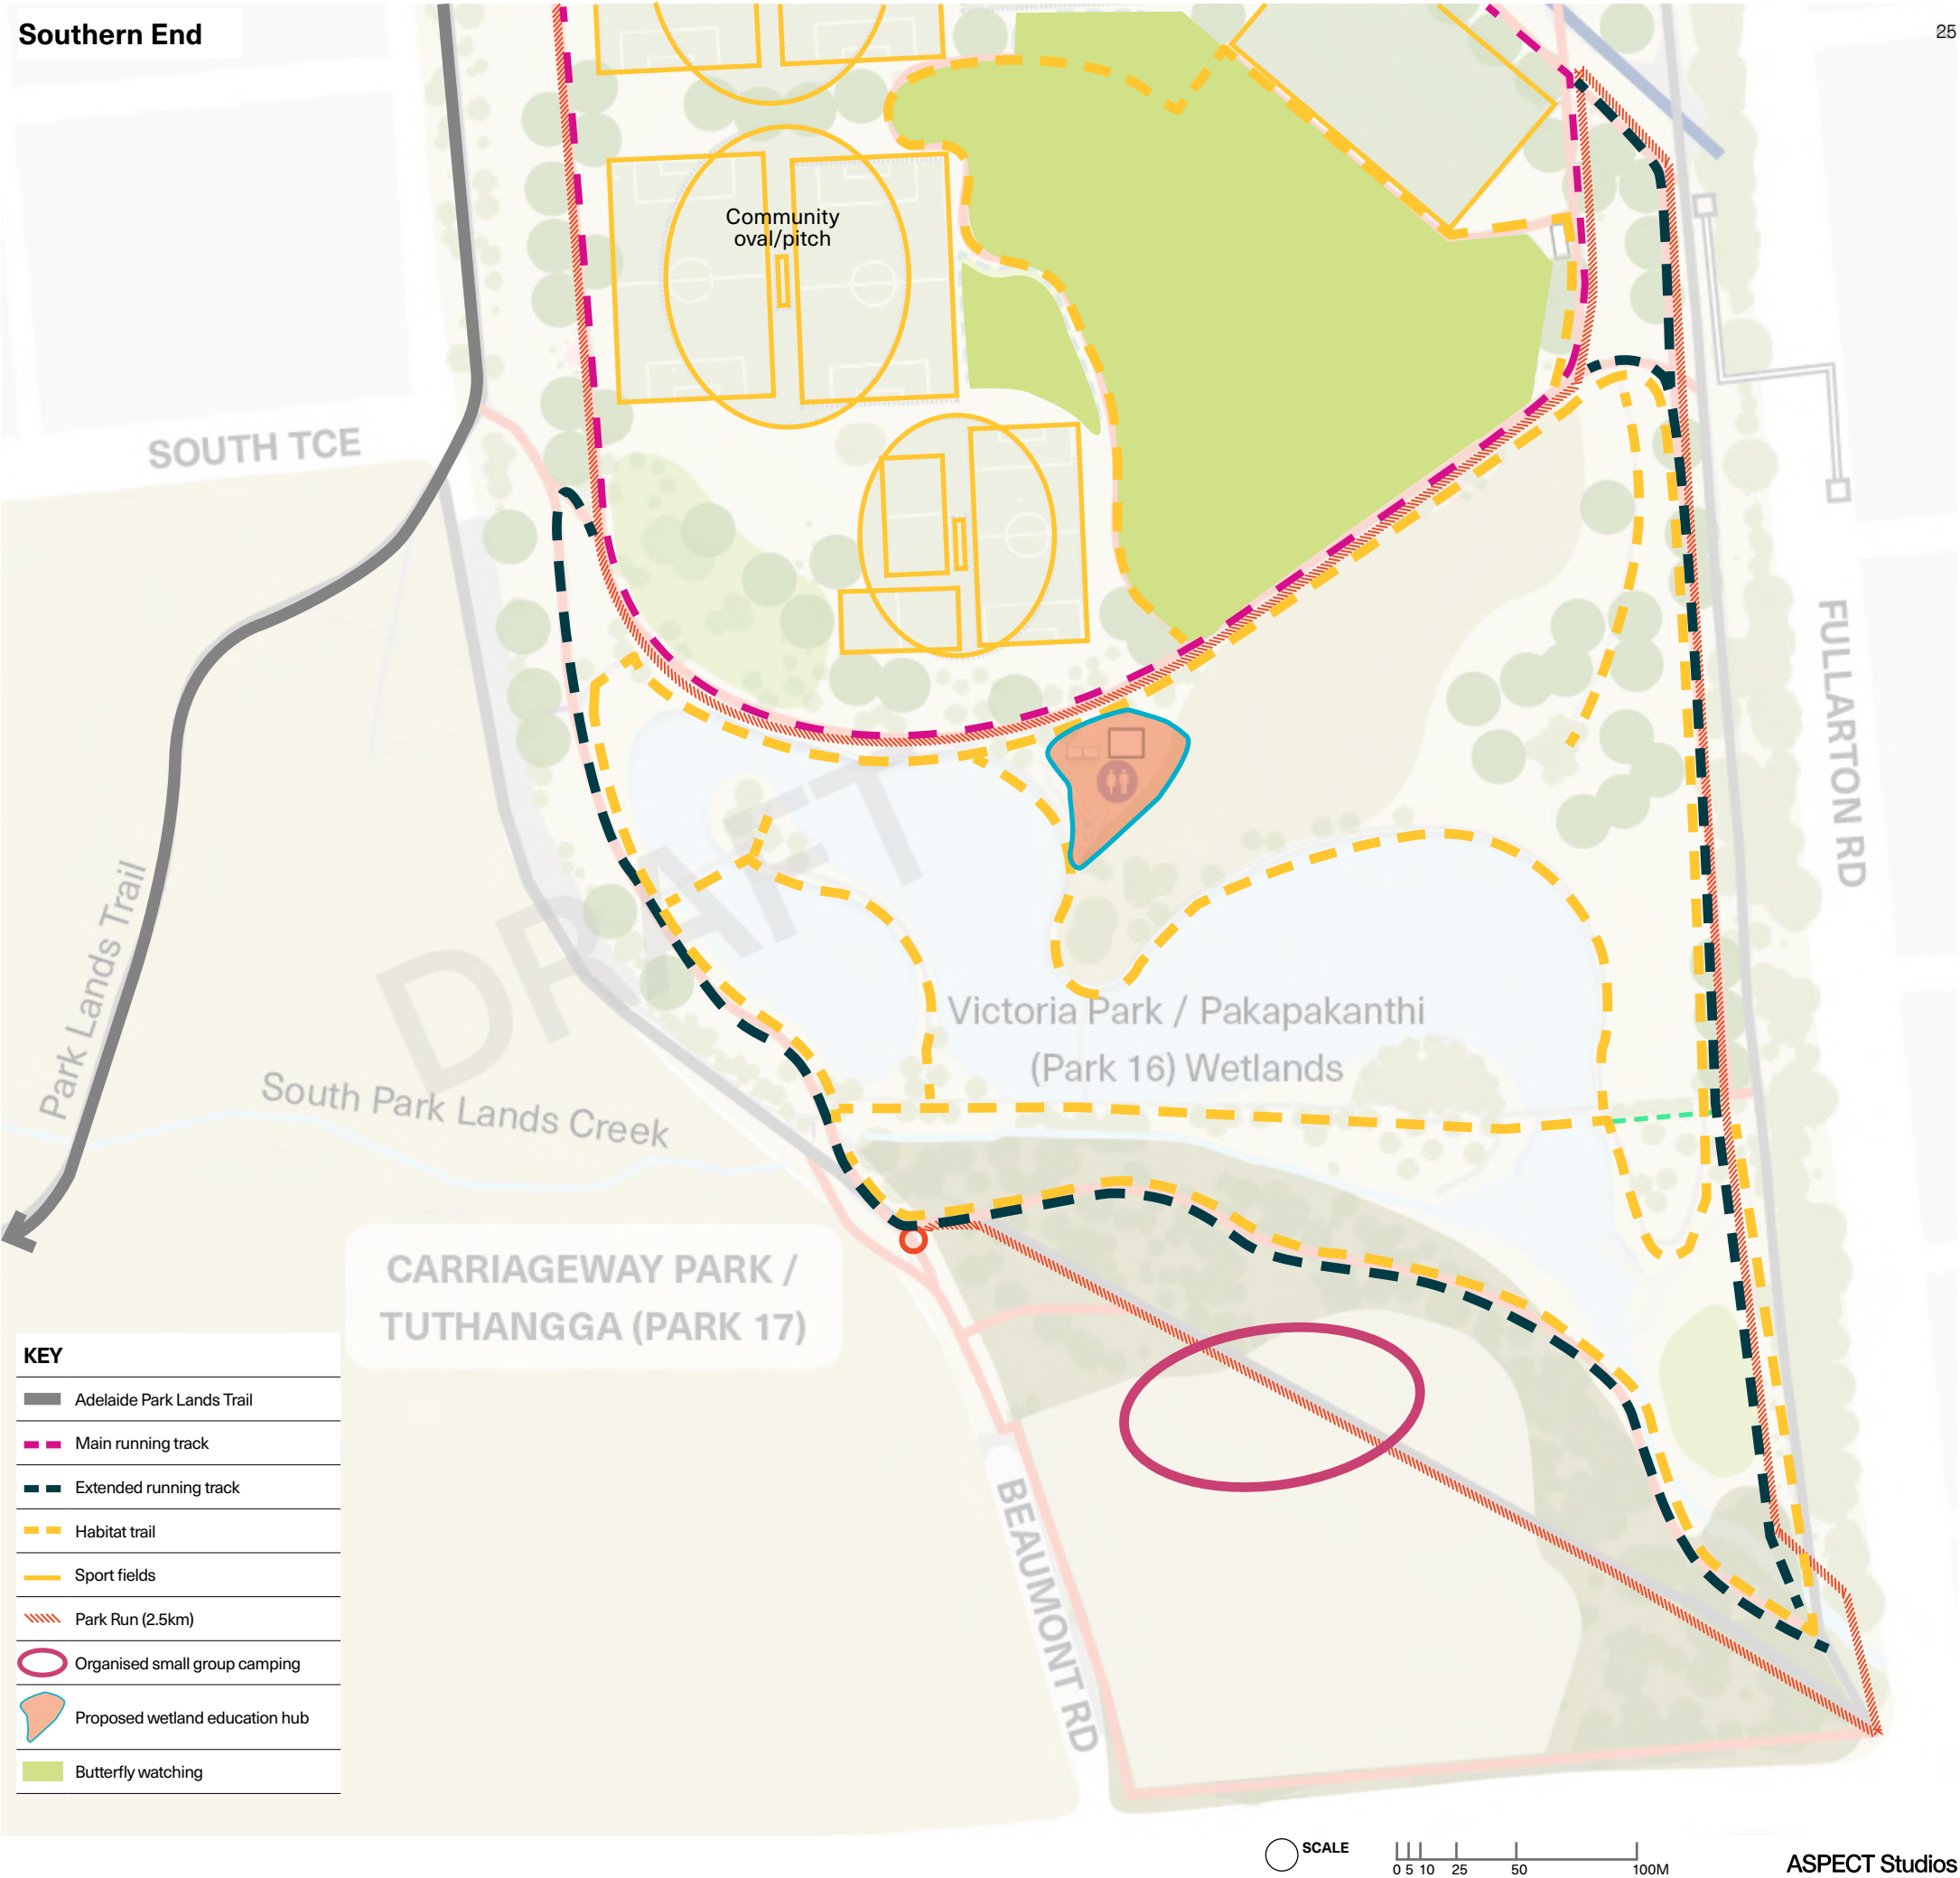 Southern End
25
Community
oval/pitch
SOUTH TCE
FULLARTON RD
Park Lands Trail
DRAFT
Victoria Park / Pakapakanthi
(Park 16) Wetlands
South Park Lands Creek
CARRIAGEWAY PARK /
TUTHANGGA (PARK 17)
BEAUMONT RD
KEY
Adelaide Park Lands Trail
Main running track
Extended running track
Habitat trail
Sport fields
Park Run (2.5km)
Organised small group camping
Proposed wetland education hub
Butterfly watching
SCALE
0 5 10 25 50 100M
ASPECT Studios